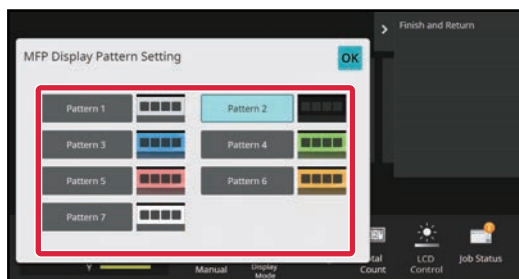 Finish and Return
MFP Display Pattern Setting
OK
Pattern 1
Pattern 2
Pattern 3
Pattern 4
Pattern 5
Pattern 6
Pattern 7
Y
Manual
Display
Mode
Count
LCD
Control
Job Status